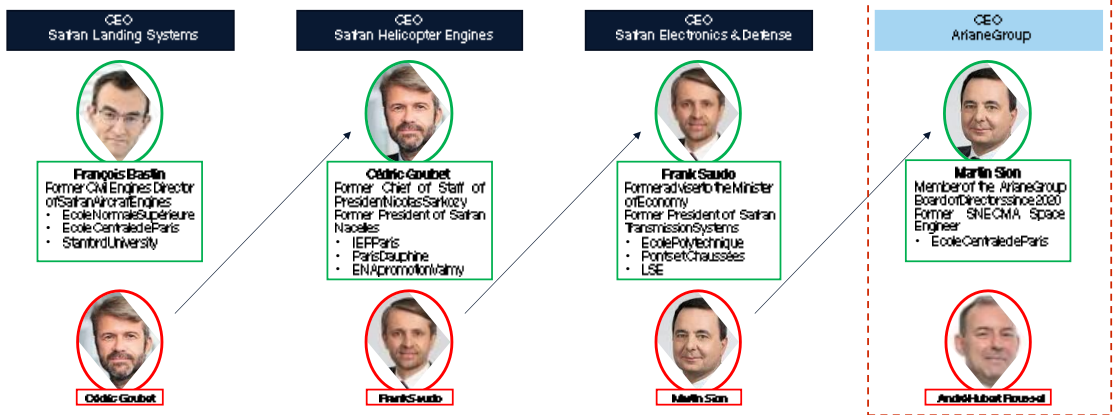 CEO
Safran Landing Systems
CEO
Safran Helicopter Engines
CEO
Safran Electronics & Defense
CEO
ArianeGroup
François Bastin
Former Civil Engines Director
of Safran Aircraft Engines
• Ecole Normale Supérieure
• Ecole Centrale de Paris
• Stanford University
Cédric Goubet
Former Chief of Staff of
President Nicolas Sarkozy
Former President of Safran
Nacelles
• IEP Paris
• Paris Dauphine
• ENA promotion Valmy
Frank Saudo
Former adviser to the Minister
of Economy
Former President of Safran
Transmission Systems
• Ecole Polytechnique
• Ponts et Chaussées
• LSE
Martin Sion
Member of the ArianeGroup
Board of Directors since 2020
Former SNECMA Space
Engineer
• Ecole Centrale de Paris
Cédric Goubet
Frank Saudo
Martin Sion
André Hubert Roussel